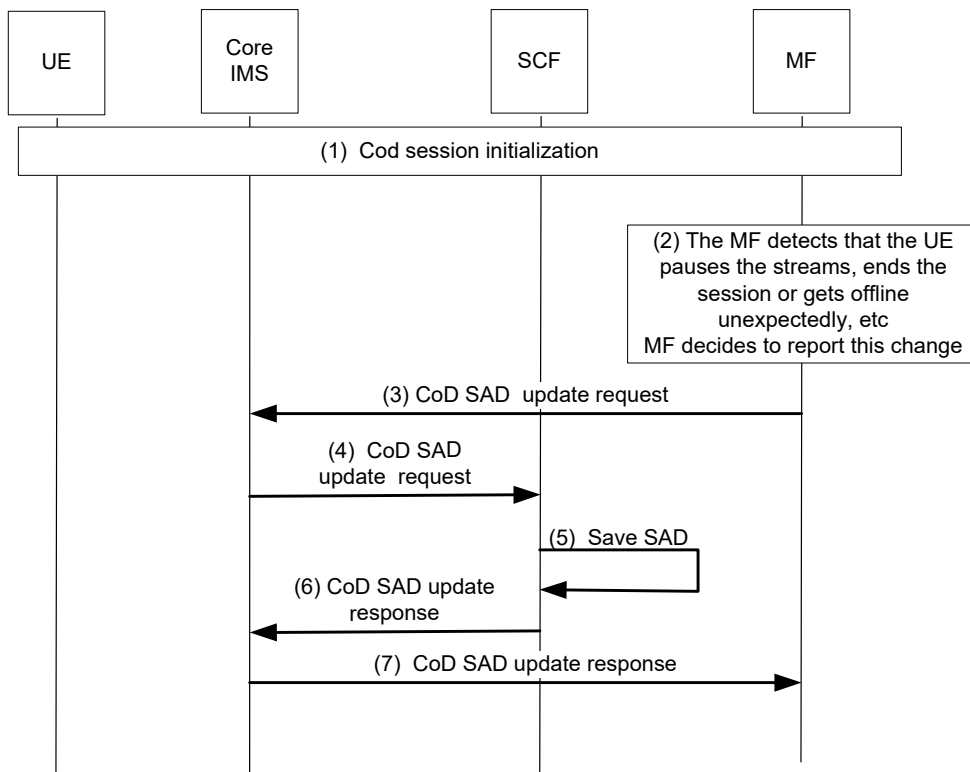 UE
Core
IMS
SCF
MF
(1) Cod session initialization
(2) The MF detects that the UE
pauses the streams, ends the
session or gets offline
unexpectedly, etc
MF decides to report this change
(3) CoD SAD update request
(4) CoD SAD
update request
(5) Save SAD
(6) CoD SAD update
response
(7) CoD SAD update response